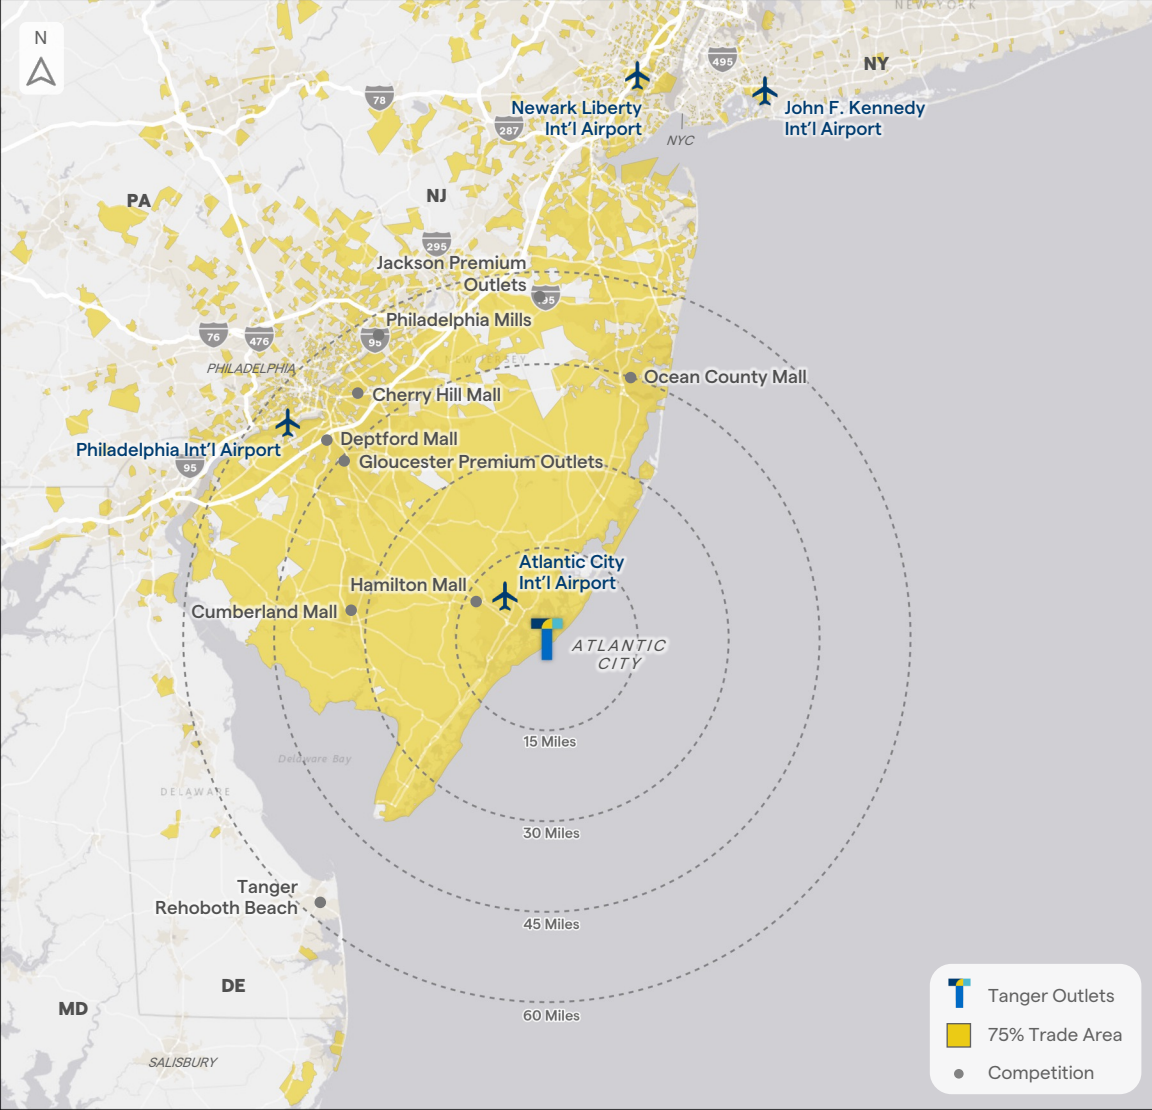 N
NEW YORK
495
NY
78
Newark Liberty
Int'l Airport
John F. Kennedy
Int'l Airport
287
NYC
PA
NJ
295
Jackson Premium
Outlets
195
Philadelphia Mills
76
476
95
NEW JERSEY
PHILADELPHIA
Ocean County Mall
Cherry Hill Mall
Deptford Mall
Philadelphia Int'l Airport
Gloucester Premium Outlets
95
Atlantic City
Int'l Airport
Hamilton Mall
Cumberland Mall
ATLANTIC
CITY
15 Miles
Delaware Bay
DELAWARE
30 Miles
Tanger
Rehoboth Beach
45 Miles
DE
MD
60 Miles
SALISBURY
Tanger Outlets
75% Trade Area
Competition